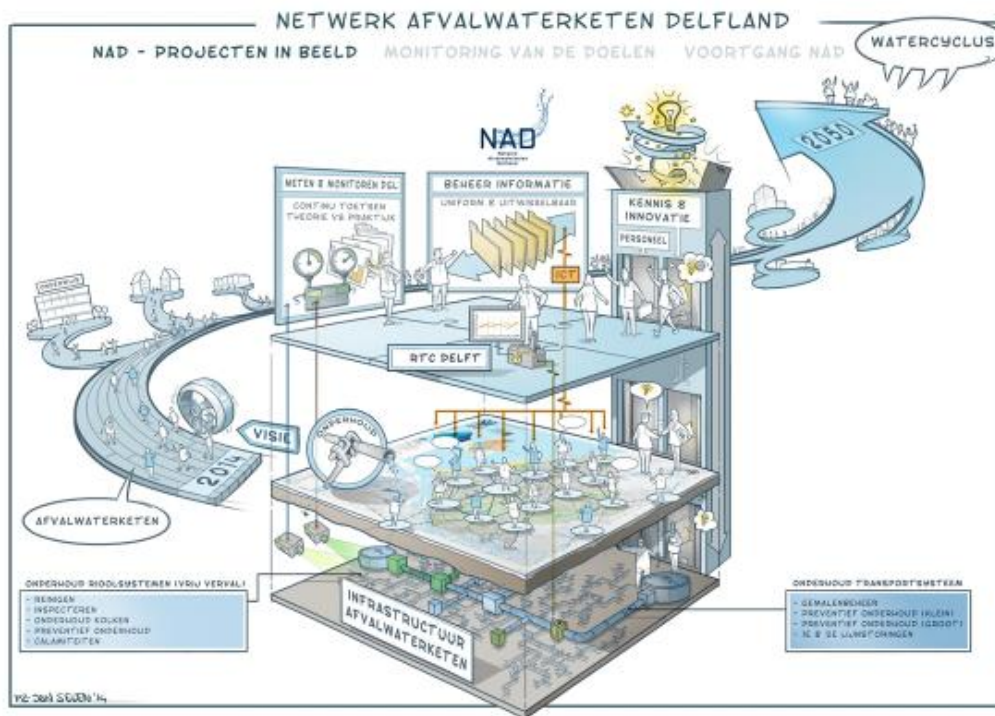 NETWERK AFVALWATERKETEN DELFLAND
NAD - PROJECTEN IN BEELD MONITORING VAN DE DOELEN VOORTGANG NAD
WATERCYCLUS
2050
NAD
METEN & MONITOREN DGL
CONTINU TOETSEN
THEORIE VS PRAKTIJK
BEHEER INFORMATIE
UNIFORM & UITWISSELBAAR
KENNIS &
INNOVATIE
PERSONEEL
ICT
ONDERWIJS
RTC DELFT
VISIE
ONDERHOUD
2014
AFVALWATERKETEN
ONDERHOUD RIOOLSYSTEMEN (VRIJ VERVAL)
- REINIGEN
- INSPECTEREN
- ONDERHOUD KOLKEN
- PREVENTIEF ONDERHOUD
- CALAMITEITEN
INFRASTRUCTUUR
AFVALWATERKETEN
ONDERHOUD TRANSPORTSYSTEEM
- GEMALENBEHEER
- PREVENTIEF ONDERHOUD (KLEIN)
- PREVENTIEF ONDERHOUD (GROOT)
- 1E & 2E LIJNSTORINGEN